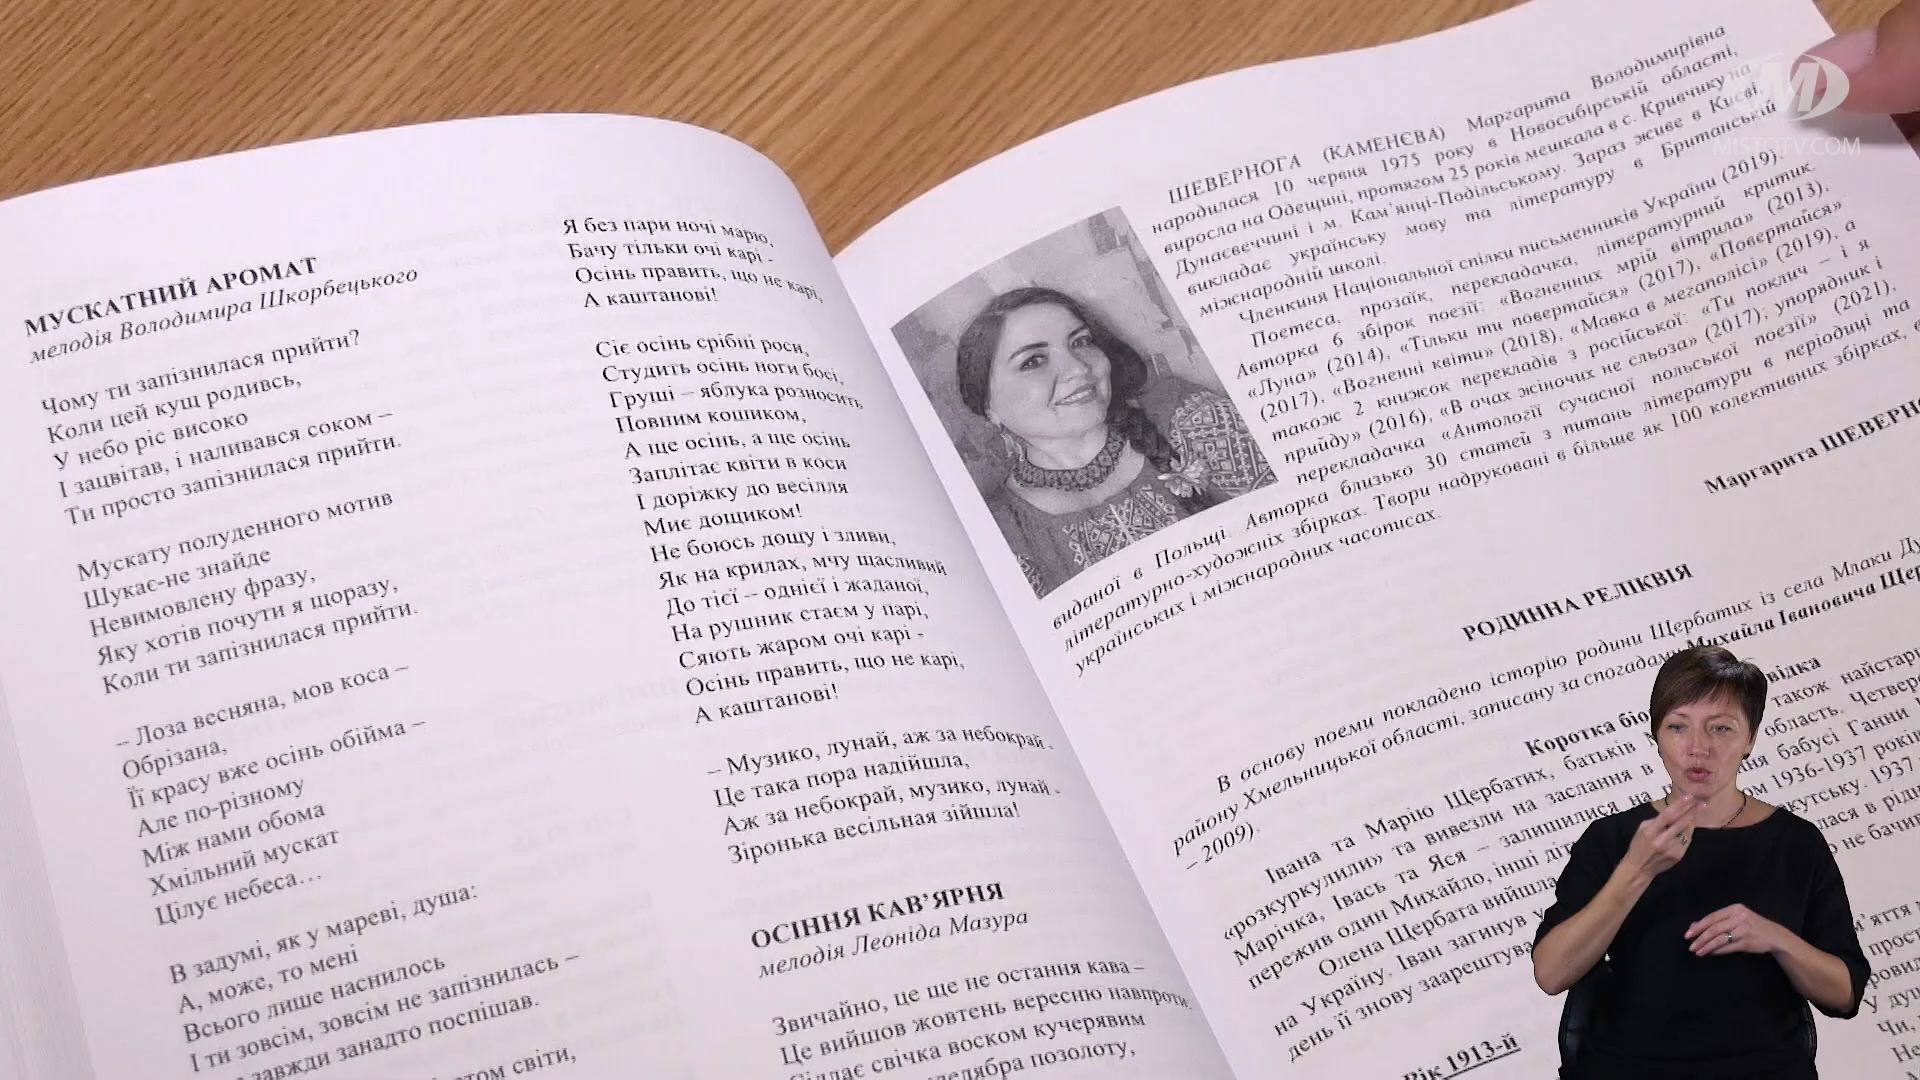 МУСКАТНИЙ АРОМАТ
мелодія Володимира Шкорбецького
Чому ти запізнилася прийти?
Коли цей кущ родивсь,
У небо ріс високо
І зацвітав, і наливався соком –
Ти просто запізнилася прийти.
Мускату полуденного мотив
Шукає-не знайде
Невимовлену фразу,
Яку хотів почути я щоразу,
Коли ти запізнилася прийти.
– Лоза весняна, мов коса –
Обрізана,
Її красу вже осінь обійма –
Але по-різному
Між нами обома
Хмільний мускат
Цілує небеса...
В задумі, як у мареві, душа:
А, може, то мені
Всього лише наснилось
І ти зовсім, зовсім не запізнилась –
завжди занадто поспішав.
світи,
Я без пари ночі марю,
Бачу тільки очі карі -
Осінь править, що не карі,
А каштанові!
Сіє осінь срібні роси,
Студить осінь ноги босі,
Груші – яблука розносить
Повним кошиком,
А ще осінь, а ще осінь
Заплітає квіти в коси
І доріжку до весілля
Миє дощиком!
Не боюсь дощу і зливи,
Як на крилах, мчу щасливий
До тієї – однієї і жаданої,
На рушник стаєм у парі,
Сяють жаром очі карі -
Осінь править, що не карі,
А каштанові!
– Музико, лунай, аж за небокрай -
Це така пора надійшла,
Аж за небокрай, музико, лунай -
Зіронька весільная зійшла!
ОСІННЯ КАВ’ЯРНЯ
мелодія Леоніда Мазура
Звичайно, це ще не остання кава –
Це вийшов жовтень вересню навпроти.
свічка воском кучерявим
позолоту,
ШЕВЕРНОГА (КАМЕНЄВА) Маргарита Володимирівна
народилася 10 червня 1975 року в Новосибірській області,
виросла на Одещині, протягом 25 років мешкала в с. Кривчику на
Дунаєвеччині і м. Кам’янці-Подільському. Зараз живе в Києві,
викладає українську мову та літературу в Британській
міжнародній школі.
Членкиня Національної спілки письменників України (2019).
Поетеса, прозаїк, перекладачка, літературний критик.
Авторка 6 збірок поезії: «Вогненних мрій вітрила» (2013),
«Луна» (2014), «Тільки ти повертайся» (2017), «Повертайся»
(2017), «Вогненні квіти» (2018), «Мавка в мегаполісі» (2019), а
також 2 книжок перекладів з російської: «Ти поклич – і я
прийду» (2016), «В очах жіночих не сльоза» (2017); упорядник і
перекладачка «Антології сучасної польської поезії» (2021),
виданої в Польщі. Авторка близько 30 статей з питань літератури в періодиці та
літературно-художніх збірках. Твори надруковані в більше як 100 колективних збірках,
українських і міжнародних часописах.
Маргарита
РОДИННА РЕЛІКВІЯ
В основу поеми покладено історію родини Щербатих із села Млаки
району Хмельницької області, записану за спогадами Михайла Івановича
– 2009).
Коротка
Івана та Марію Щербатих, батьків також
«розкуркулили» та вивезли на заслання в область.
Марічка, Івась та Яся – залишилися на бабусі Ганни
пережив один Михайло, інші 1936-1937
Олена Щербата вийшла 1937
на Україну. Іван загинув у
день її знову
Рік 1913-й
MISTOTV.COM